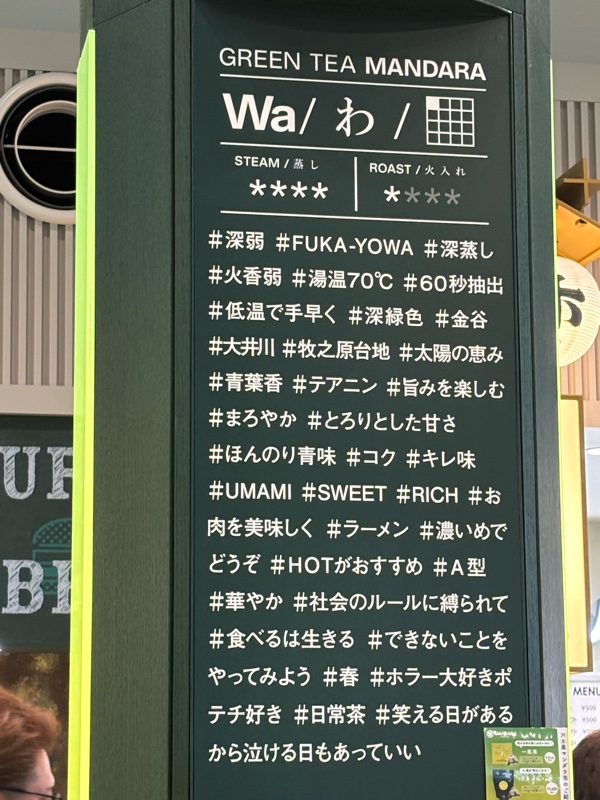 GREEN TEA MANDARA
Wa/ わ /
STEAM / 蒸し
****
ROAST / 火入れ
****
#深弱 #FUKA-YOWA #深蒸し
#火香弱 #湯温70℃ #60秒抽出
#低温で手早く #深緑色 #金谷
#大井川 #牧之原台地 #太陽の恵み
#青葉香 #テアニン #旨みを楽しむ
#まろやか #とろりとした甘さ
#ほんのり青味 #コク #キレ味
#UMAMI #SWEET #RICH #お
肉を美味しく #ラーメン #濃いめで
どうぞ #HOTがおすすめ #A型
#華やか #社会のルールに縛られて
#食べるは生きる #できないことを
やってみよう #春 #ホラー大好きポ
テチ好き #日常茶 #笑える日がある
から泣ける日もあっていい
MENU
¥500